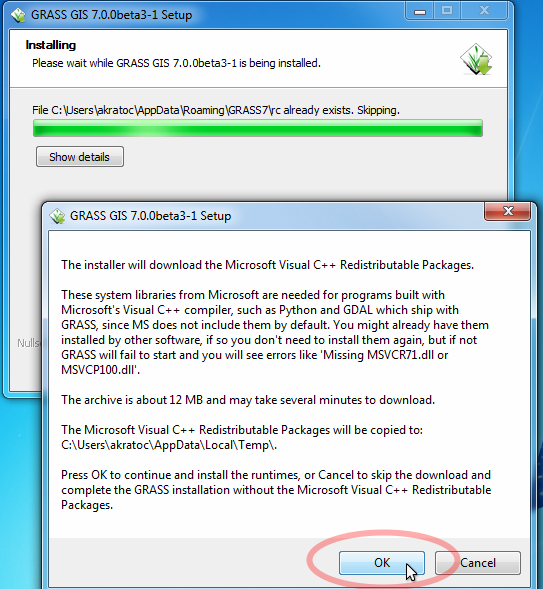 GRASS GIS 7.0.0beta3-1 Setup
Installing
Please wait while GRASS GIS 7.0.0beta3-1 is being installed.
File C:\Users\akratoc\AppData\Roaming\GRASS7\rc already exists. Skipping.
Show details
GRASS GIS 7.0.0beta3-1 Setup
The installer will download the Microsoft Visual C++ Redistributable Packages.
These system libraries from Microsoft are needed for programs built with
Microsoft's Visual C++ compiler, such as Python and GDAL which ship with
GRASS, since MS does not include them by default. You might already have them
installed by other software, if so you don't need to install them again, but if not
GRASS will fail to start and you will see errors like 'Missing MSVCR71.dll or
MSVCP100.dll'.
The archive is about 12 MB and may take several minutes to download.
The Microsoft Visual C++ Redistributable Packages will be copied to:
C:\Users\akratoc\AppData\Local\Temp\.
Press OK to continue and install the runtimes, or Cancel to skip the download and
complete the GRASS installation without the Microsoft Visual C++ Redistributable
Packages.
OK
Cancel